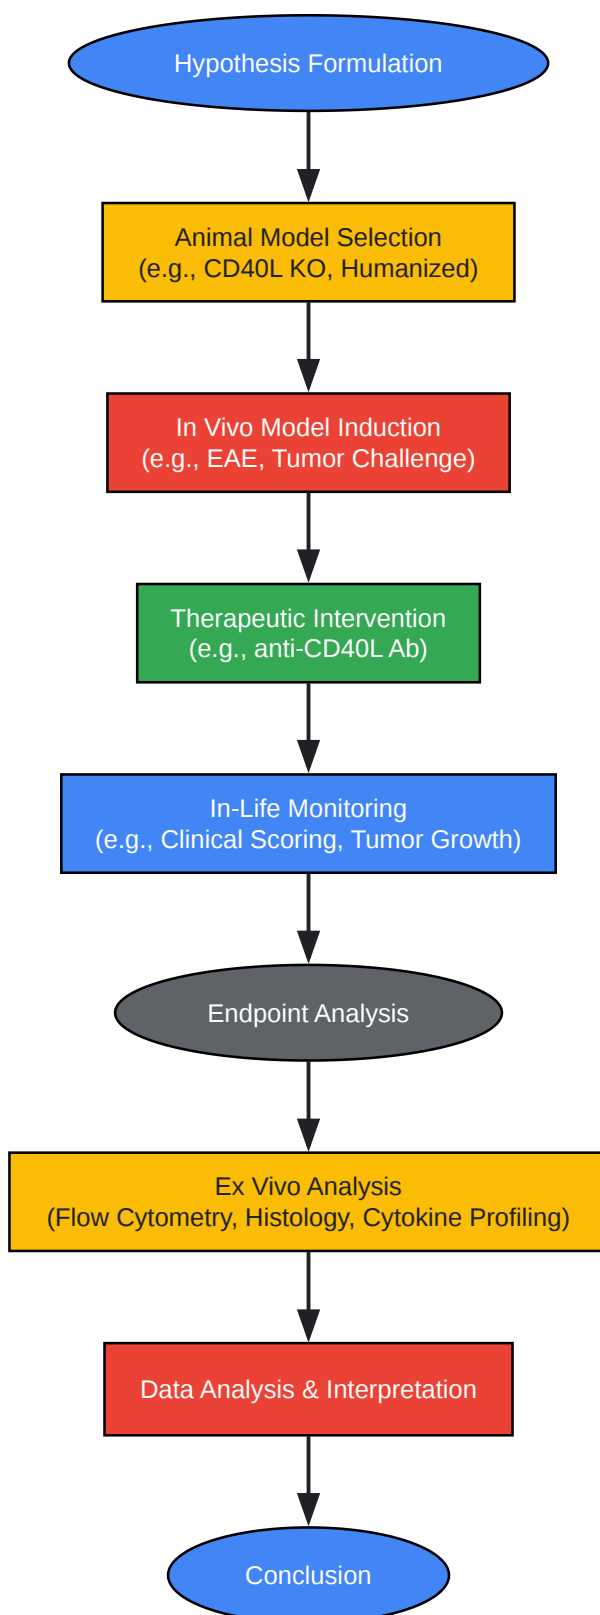 Hypothesis Formulation
Animal Model Selection
(e.g., CD40L KO, Humanized)
In Vivo Model Induction
(e.g., EAE, Tumor Challenge)
Therapeutic Intervention
(e.g., anti-CD40L Ab)
In-Life Monitoring
(e.g., Clinical Scoring, Tumor Growth)
Endpoint Analysis
Ex Vivo Analysis
(Flow Cytometry, Histology, Cytokine Profiling)
Data Analysis & Interpretation
Conclusion